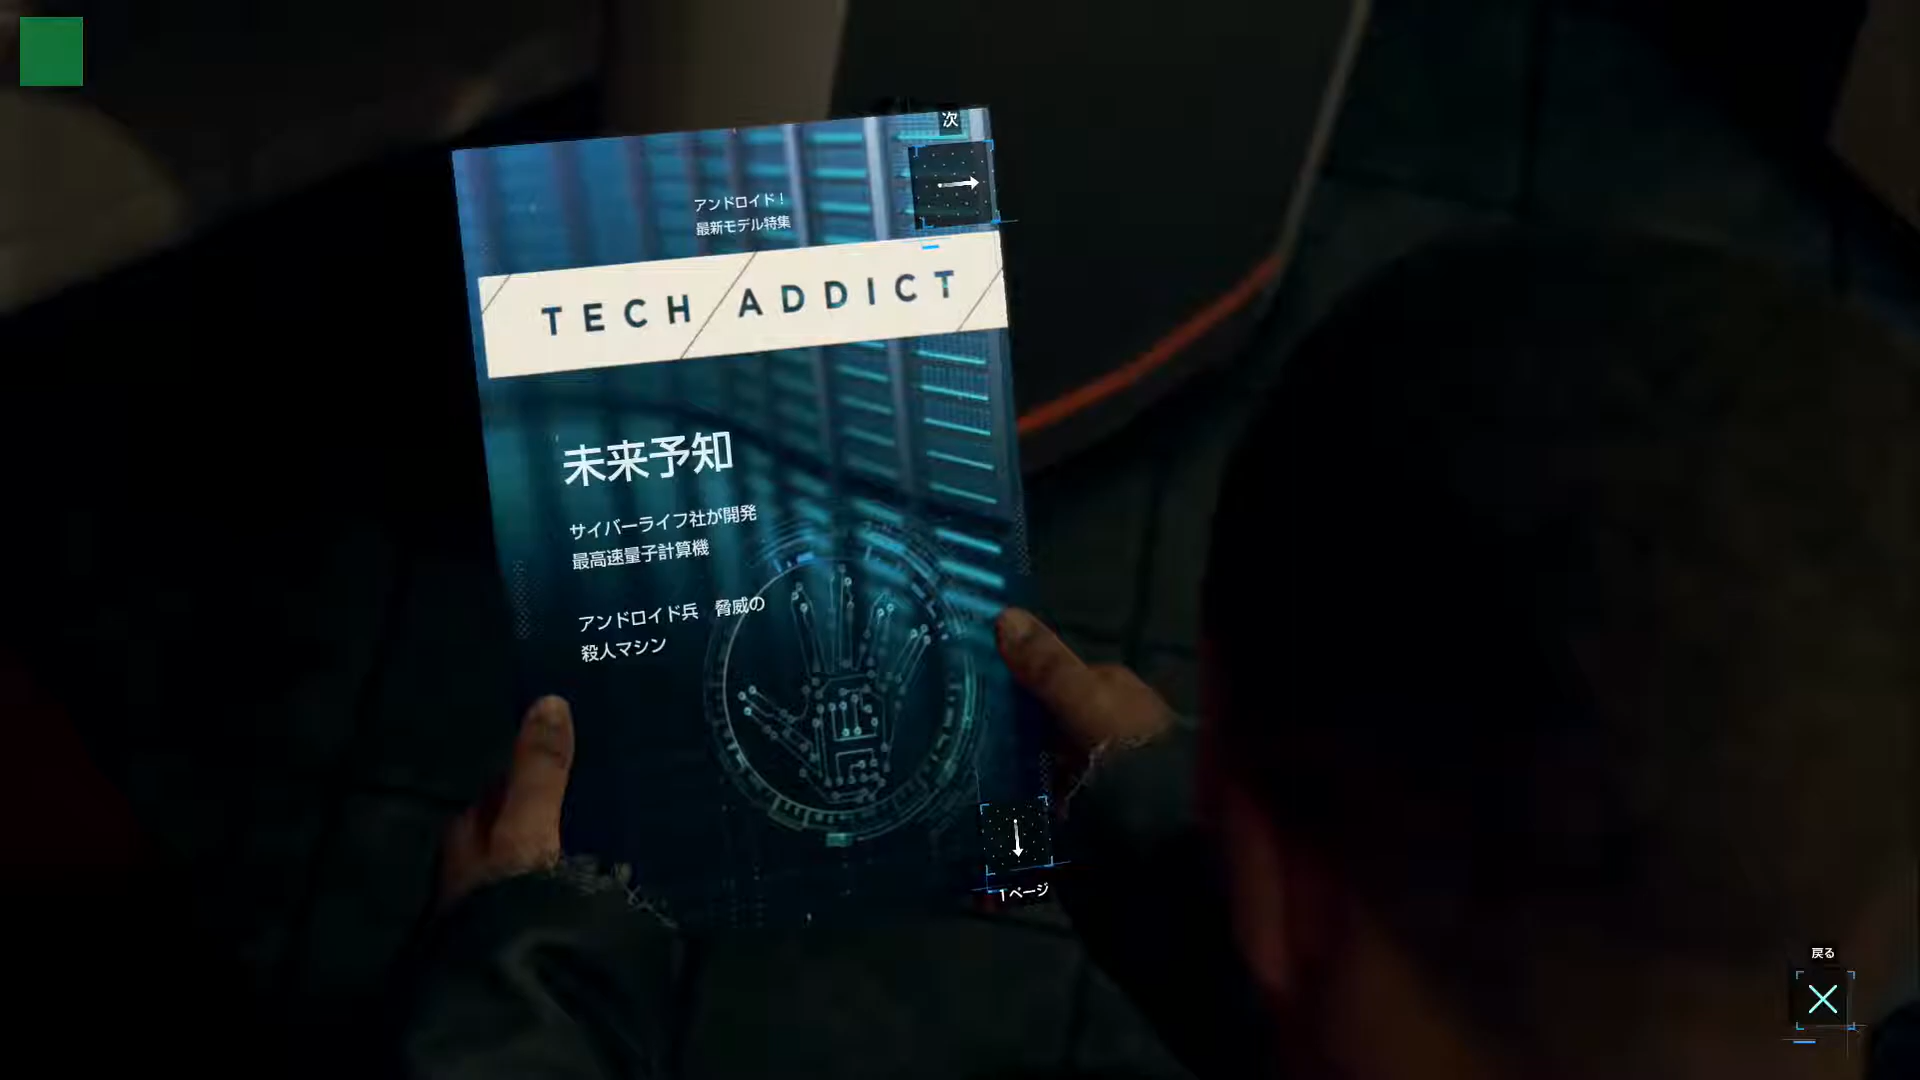 次
アンドロイド！
最新モデル特集
TECH ADDICT
未来予知
サイバーライフ社が開発
最高速量子計算機
アンドロイド兵　脅威の
殺人マシン
1ページ
戻る